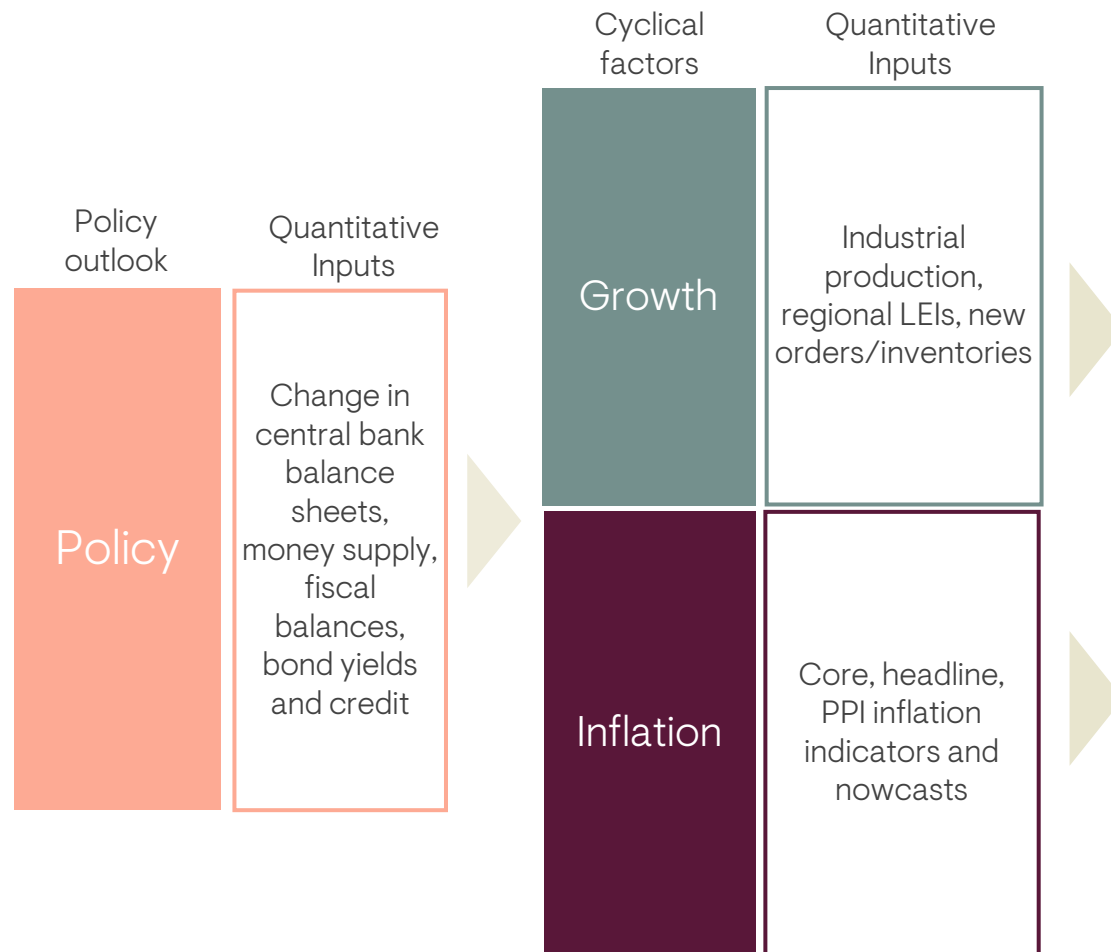 Policy
outlook
Quantitative
Inputs
Policy
Change in
central bank
balance
sheets,
money supply,
fiscal
balances,
bond yields
and credit
Cyclical
factors
Quantitative
Inputs
Growth
Industrial
production,
regional LEIs, new
orders/inventories
Inflation
Core, headline,
PPI inflation
indicators and
nowcasts